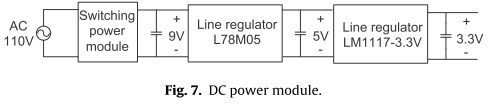 AC
110V
Switching
power
module
+
9V
-
Line regulator
L78M05
+
5V
-
Line regulator
LM1117-3.3V
+
3.3V
-
Fig. 7. DC power module.